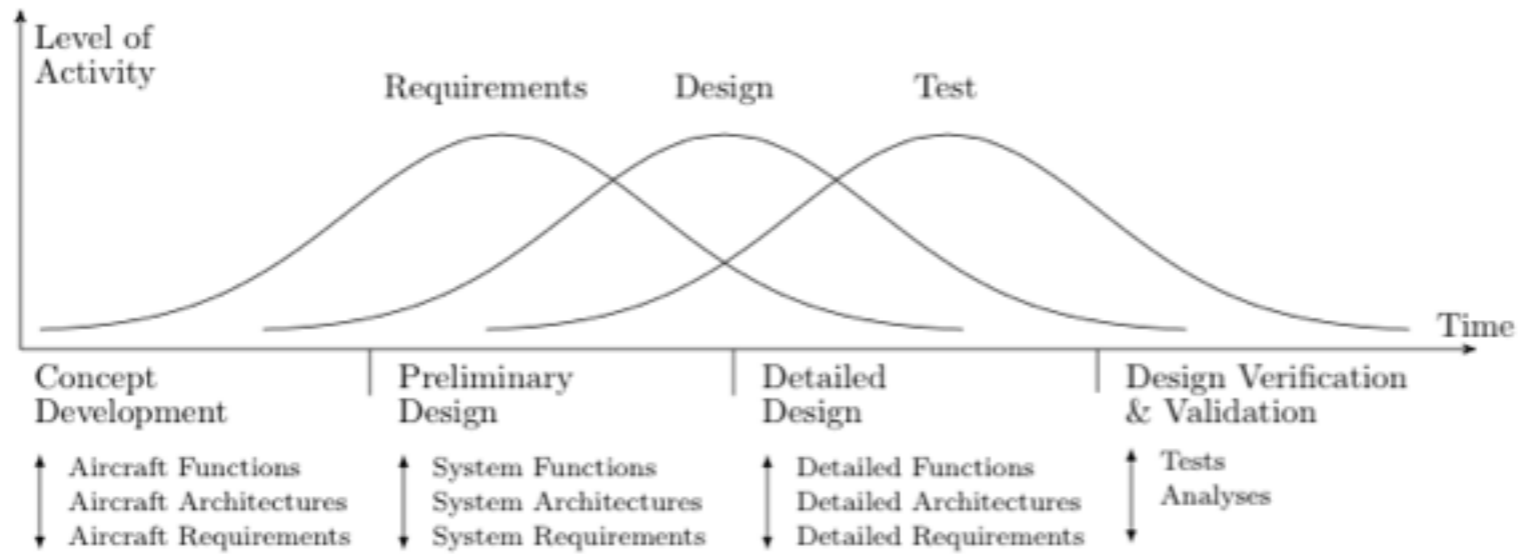 Level of
Activity
Requirements
Design
Test
Time
Concept
Development
Aircraft Functions
Aircraft Architectures
Aircraft Requirements
Preliminary
Design
System Functions
System Architectures
System Requirements
Detailed
Design
Detailed Functions
Detailed Architectures
Detailed Requirements
Design Verification
& Validation
Tests
Analyses